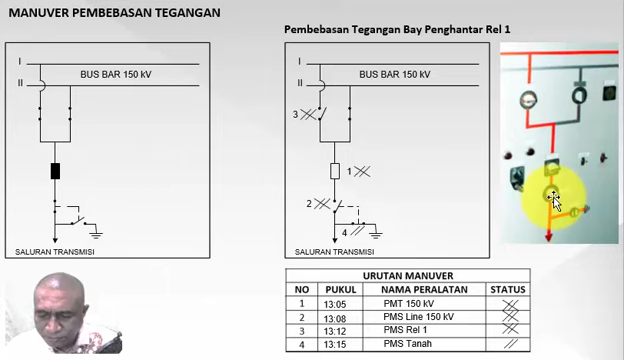 MANUVER PEMBEBASAN TEGANGAN
Pembebasan Tegangan Bay Penghantar Rel 1
I
BUS BAR 150 kV
II
SALURAN TRANSMISI
I
BUS BAR 150 kV
II
3
1
2
4
SALURAN TRANSMISI
URUTAN MANUVER
NO PUKUL NAMA PERALATAN STATUS
1 13:05 PMT 150 kV
2 13:08 PMS Line 150 kV
3 13:12 PMS Rel 1
4 13:15 PMS Tanah